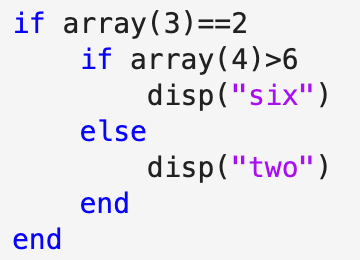 if array(3)==2
    if array(4)>6
        disp("six")
    else
        disp("two")
    end
end